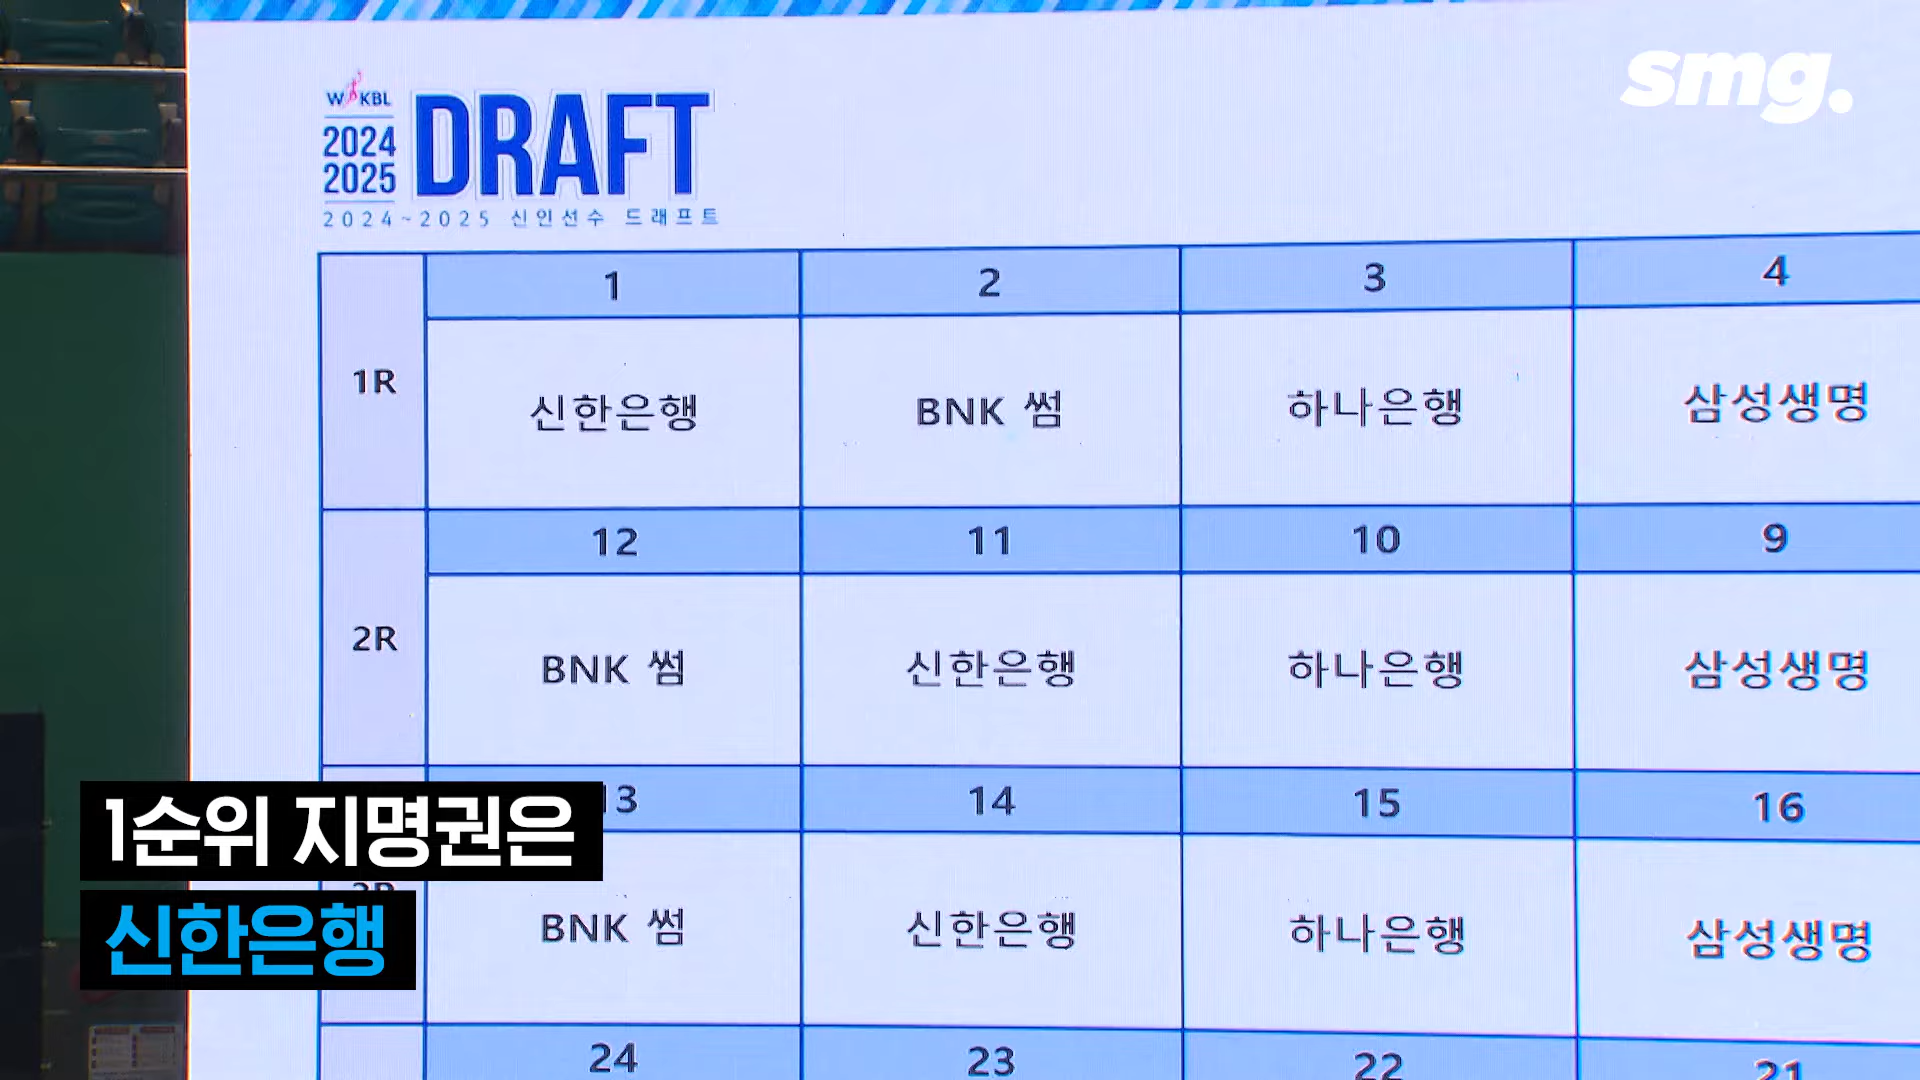 smg.
WKBL
2024
2025
DRAFT
2024~2025 신인선수 드래프트
1 2 3 4
1R 신한은행 BNK 썸 하나은행 삼성생명
12 11 10 9
2R BNK 썸 신한은행 하나은행 삼성생명
13 14 15 16
BNK 썸 신한은행 하나은행 삼성생명
24 23 22 21
1순위 지명권은
신한은행